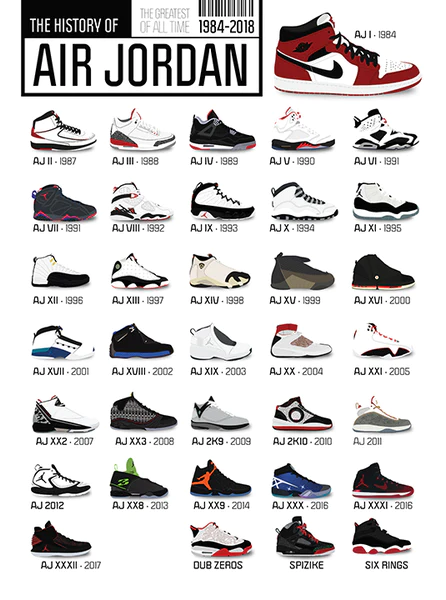 THE HISTORY OF
THE GREATEST
OF ALL TIME
1984-2018
AIR JORDAN
AJ I · 1984
AJ II · 1987
AJ III · 1988
AJ IV · 1989
AJ V · 1990
AJ VI · 1991
AJ VII · 1991
AJ VIII · 1992
AJ IX · 1993
AJ X · 1994
AJ XI · 1995
AJ XII · 1996
AJ XIII · 1997
AJ XIV · 1998
AJ XV · 1999
AJ XVI · 2000
AJ XVII · 2001
AJ XVIII · 2002
AJ XIX · 2003
AJ XX · 2004
AJ XXI · 2005
AJ XX2 · 2007
AJ XX3 · 2008
AJ 2K9 · 2009
AJ 2K10 · 2010
AJ 2011
AJ 2012
AJ XX8 · 2013
AJ XX9 · 2014
AJ XXX · 2016
AJ XXXI · 2016
AJ XXXII · 2017
DUB ZEROS
SPIZIKE
SIX RINGS